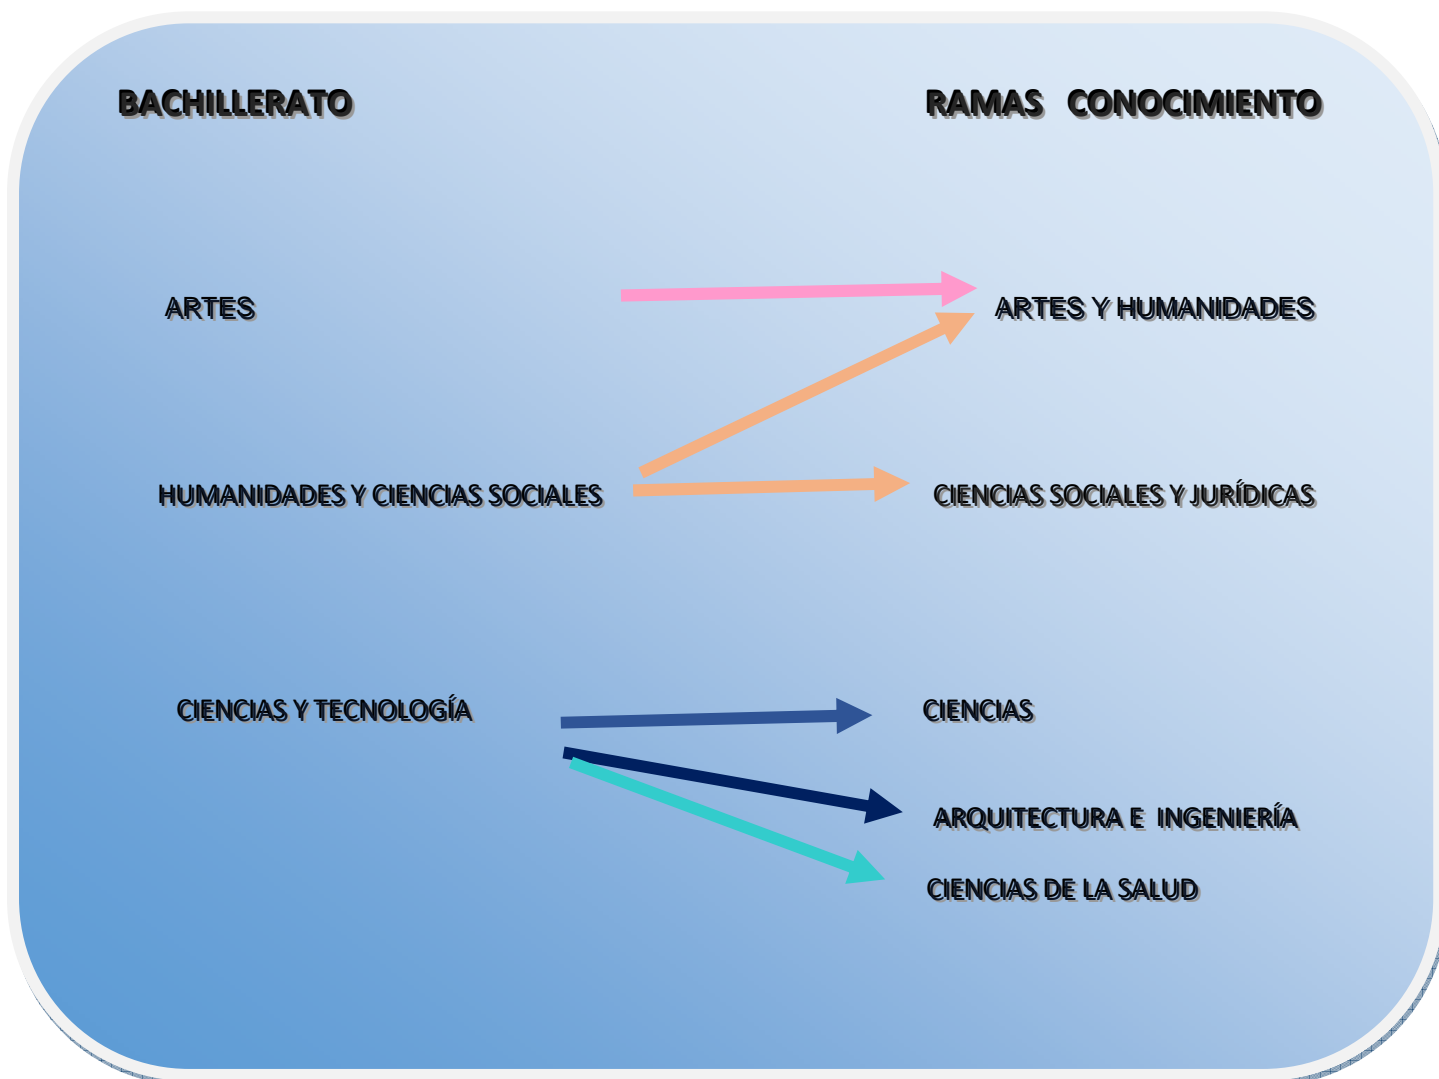 BACHILLERATO RAMAS CONOCIMIENTO
ARTES ARTES Y HUMANIDADES
HUMANIDADES Y CIENCIAS SOCIALES CIENCIAS SOCIALES Y JURÍDICAS
CIENCIAS Y TECNOLOGÍA CIENCIAS
ARQUITECTURA E INGENIERÍA
CIENCIAS DE LA SALUD